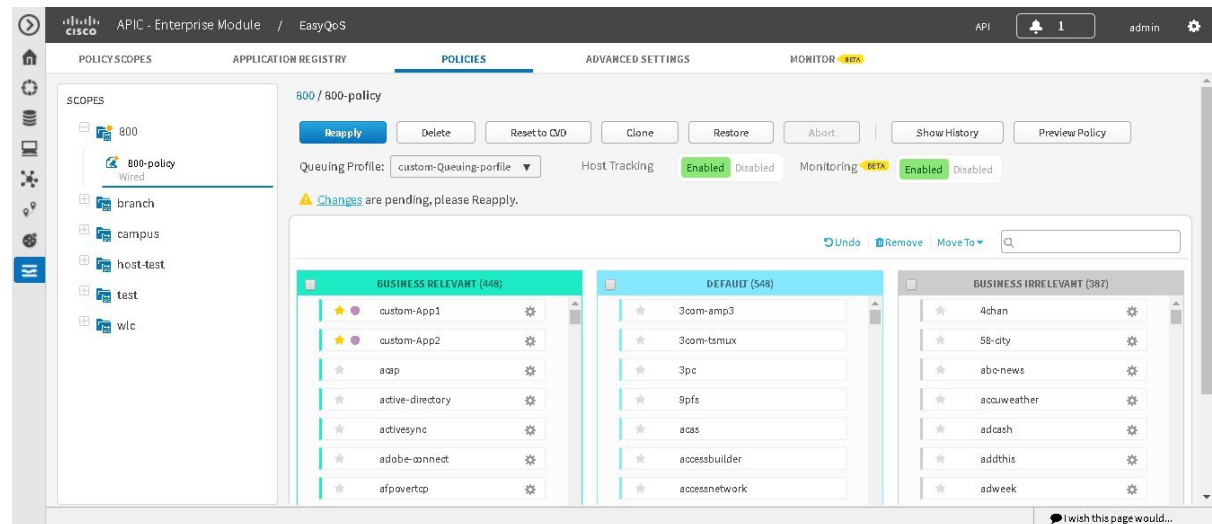 cisco APIC - Enterprise Module / EasyQoS API 1 admin
POLICY SCOPES APPLICATION REGISTRY POLICIES ADVANCED SETTINGS MONITOR BETA
SCOPES
800
800-policy
Wired
branch
campus
host-test
test
wlc
800 / 800-policy
Reapply Delete Reset to CVD Clone Restore Abort Show History Preview Policy
Queuing Profile: custom-Queuing-porfile Host Tracking Enabled Disabled Monitoring BETA Enabled Disabled
Changes are pending, please Reapply.
Undo Remove Move To
BUSINESS RELEVANT (448)
custom-App1
custom-App2
acap
active-directory
activesync
adobe-connect
afpovertcp
DEFAULT (548)
3com-amp3
3com-tsmux
3pc
9pfs
acas
accessbuilder
accessnetwork
BUSINESS IRRELEVANT (387)
4chan
58-city
abc-news
accuweather
adcash
addthis
adweek
I wish this page would...